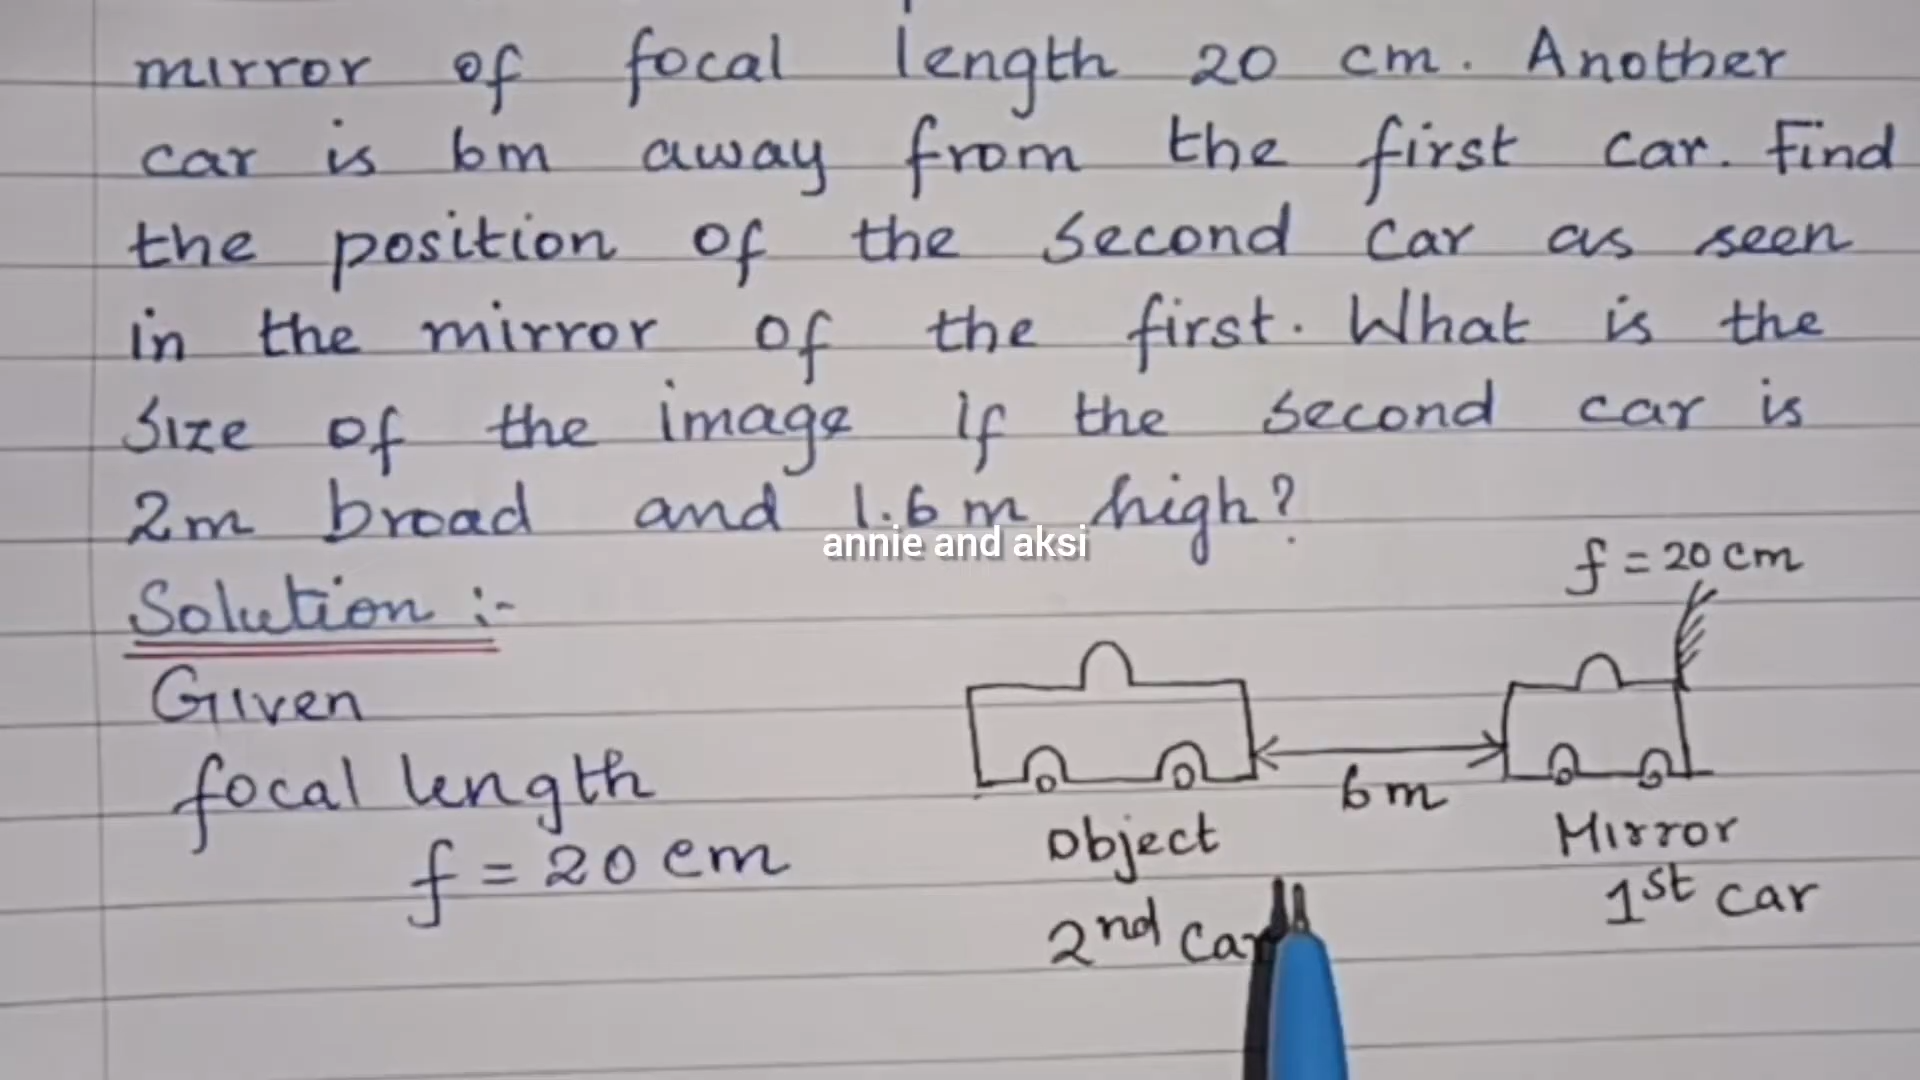 mirror of focal length 20 cm. Another
car is 6m away from the first car. Find
the position of the second car as seen
in the mirror of the first. What is the
size of the image if the second car is
2m broad and 1.6 m high?
annie and aksi
f = 20 cm
Solution :-
Given
focal length
f = 20 cm
6 m
Object
2nd car
Mirror
1st car